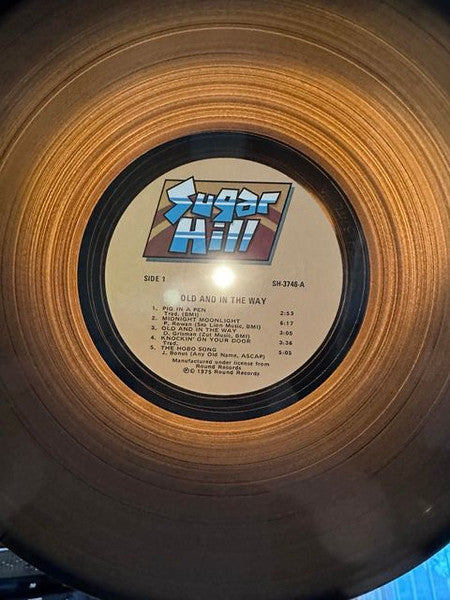 Sugar
Hill
SIDE 1 SH-3746-A
OLD AND IN THE WAY
1. PIG IN A PEN 2:53
Trad. (BMI)
2. MIDNIGHT MOONLIGHT 6:17
P. Rowan (Sea Lion Music, BMI)
3. OLD AND IN THE WAY 3:05
D. Grisman (Zut Music, BMI)
4. KNOCKIN' ON YOUR DOOR 3:36
Trad.
5. THE HOBO SONG 5:05
J. Bonus (Any Old Name, ASCAP)
Manufactured under license from
Round Records
℗© 1975 Round Records